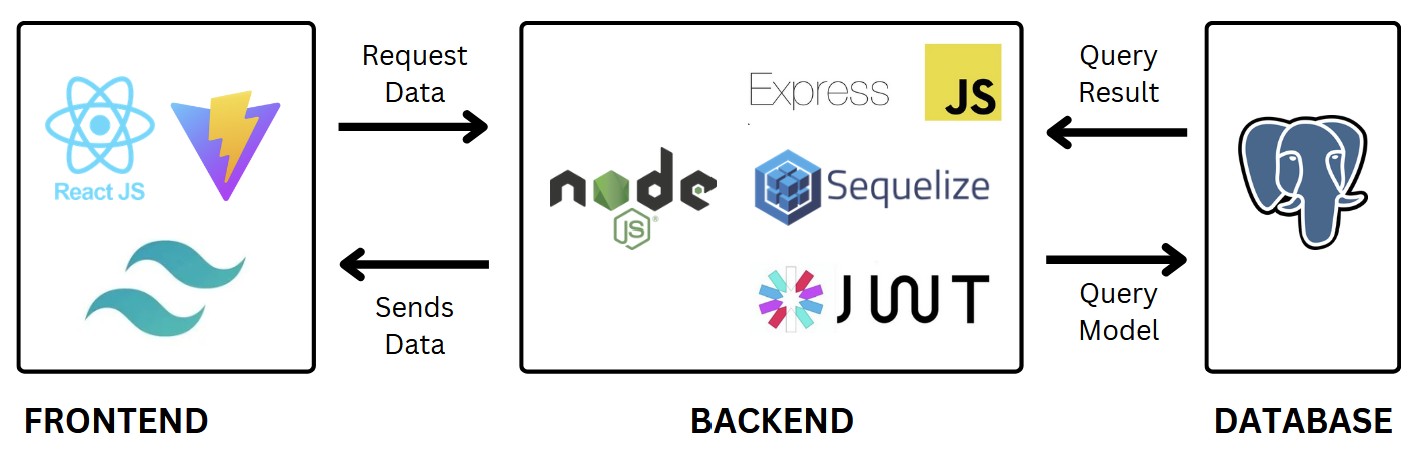 React JS
FRONTEND
Request
Data
Sends
Data
Express
JS
node
JS
®
Sequelize
JWT
BACKEND
Query
Result
Query
Model
DATABASE